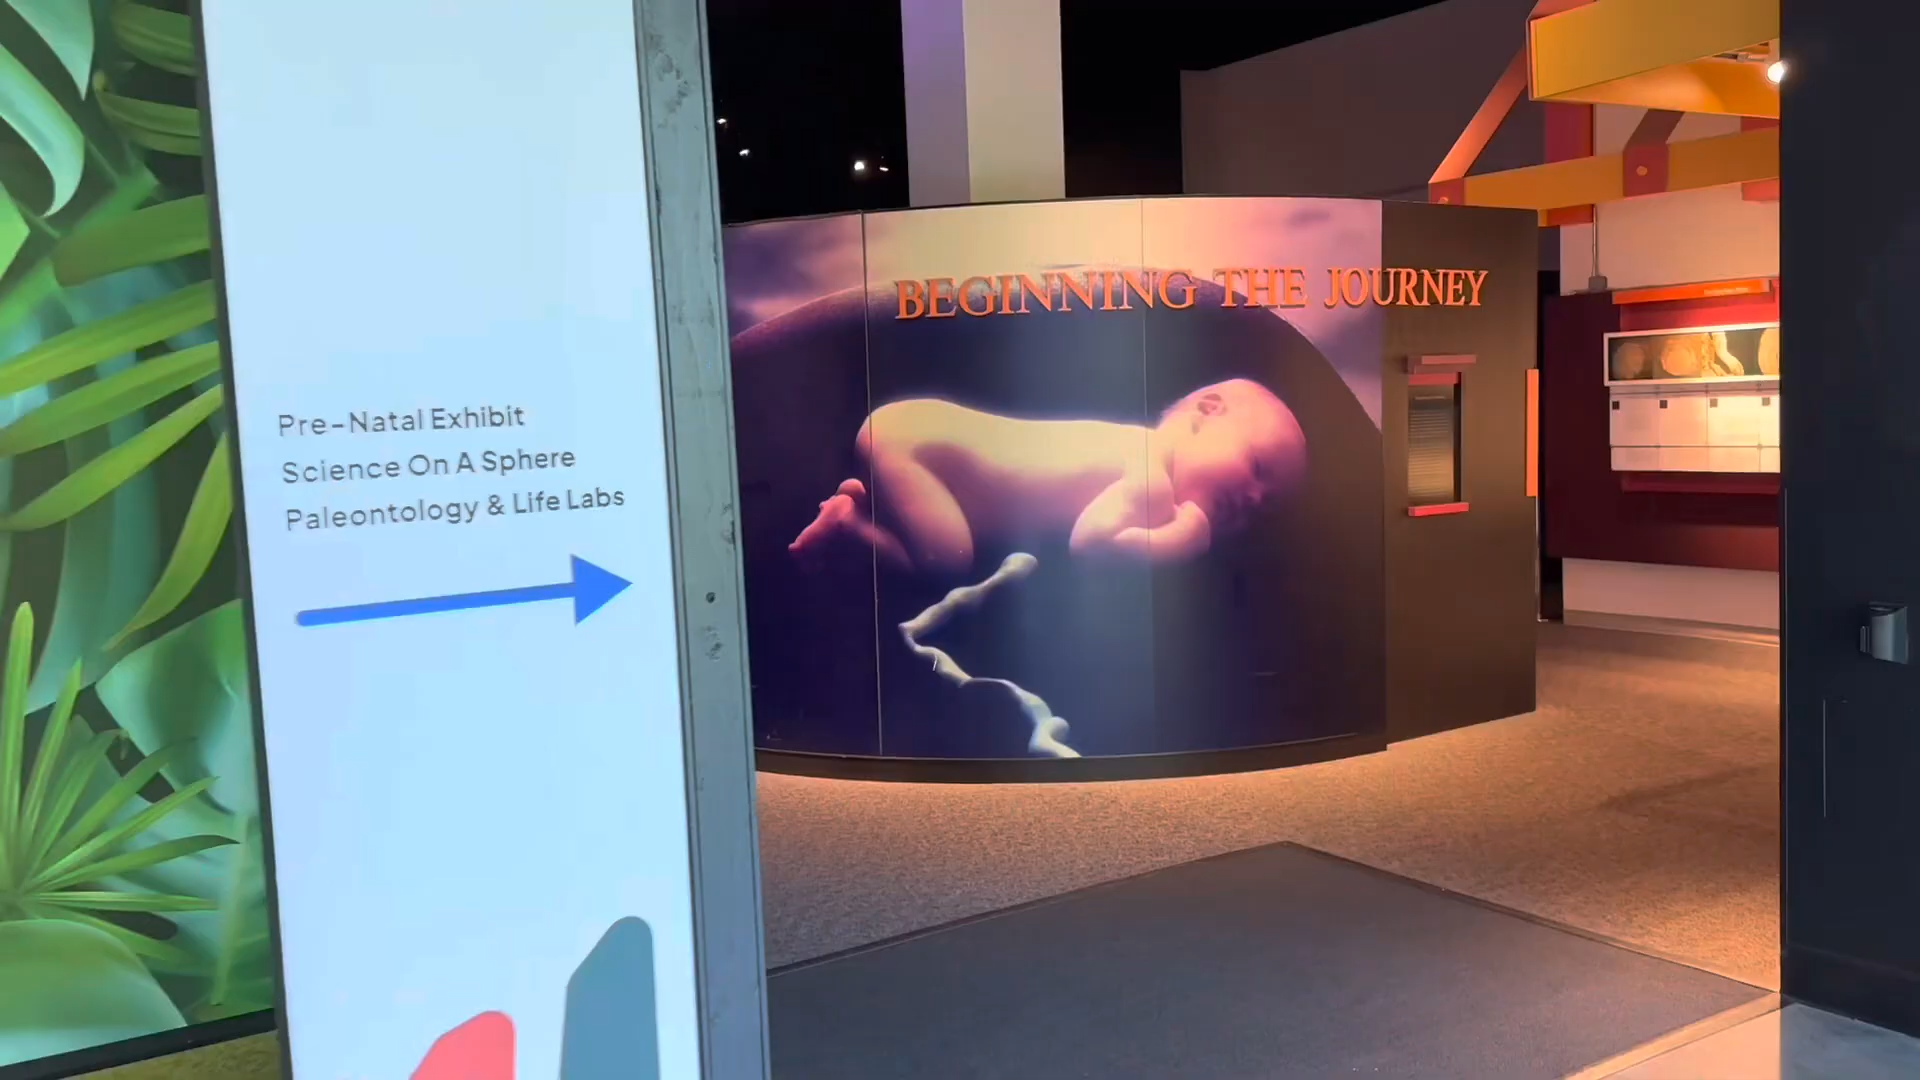 Pre-Natal Exhibit
Science On A Sphere
Paleontology & Life Labs
BEGINNING THE JOURNEY